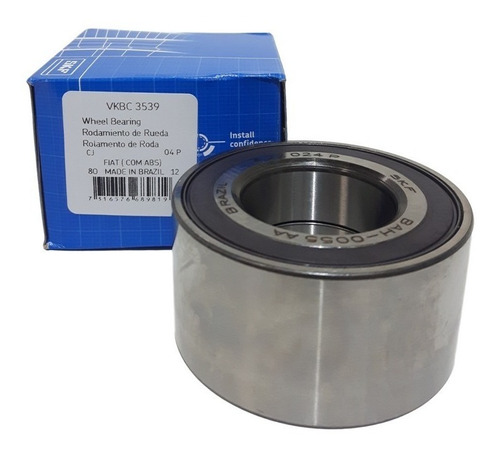 SKF
VKBC 3539
Wheel Bearing
Rodamiento de Rueda
Rolamento de Roda
CJ 04 P
FIAT ( COM ABS)
80 MADE IN BRAZIL 12
7 316576 689819
Install
confidence
024 P
SKF
BAH-0055 AA
BRAZIL